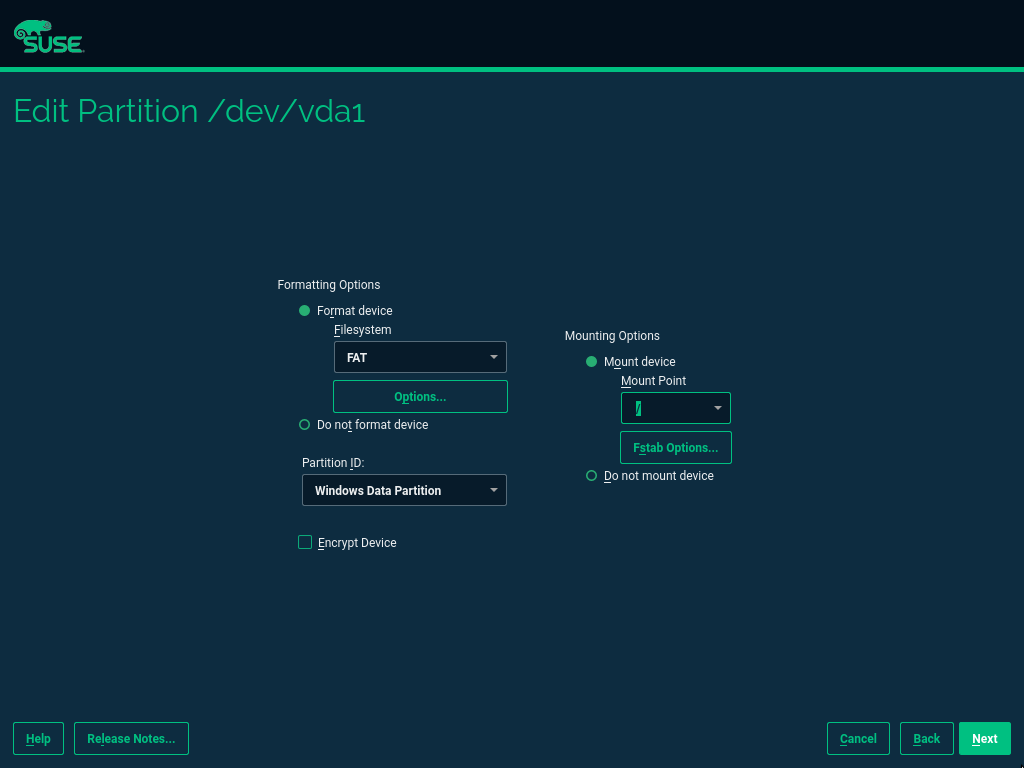 SUSE
Edit Partition /dev/vda1
Formatting Options
Format device
Filesystem
FAT
Options...
Do not format device
Partition ID:
Windows Data Partition
Encrypt Device
Mounting Options
Mount device
Mount Point
/
Fstab Options...
Do not mount device
Help
Release Notes...
Cancel
Back
Next